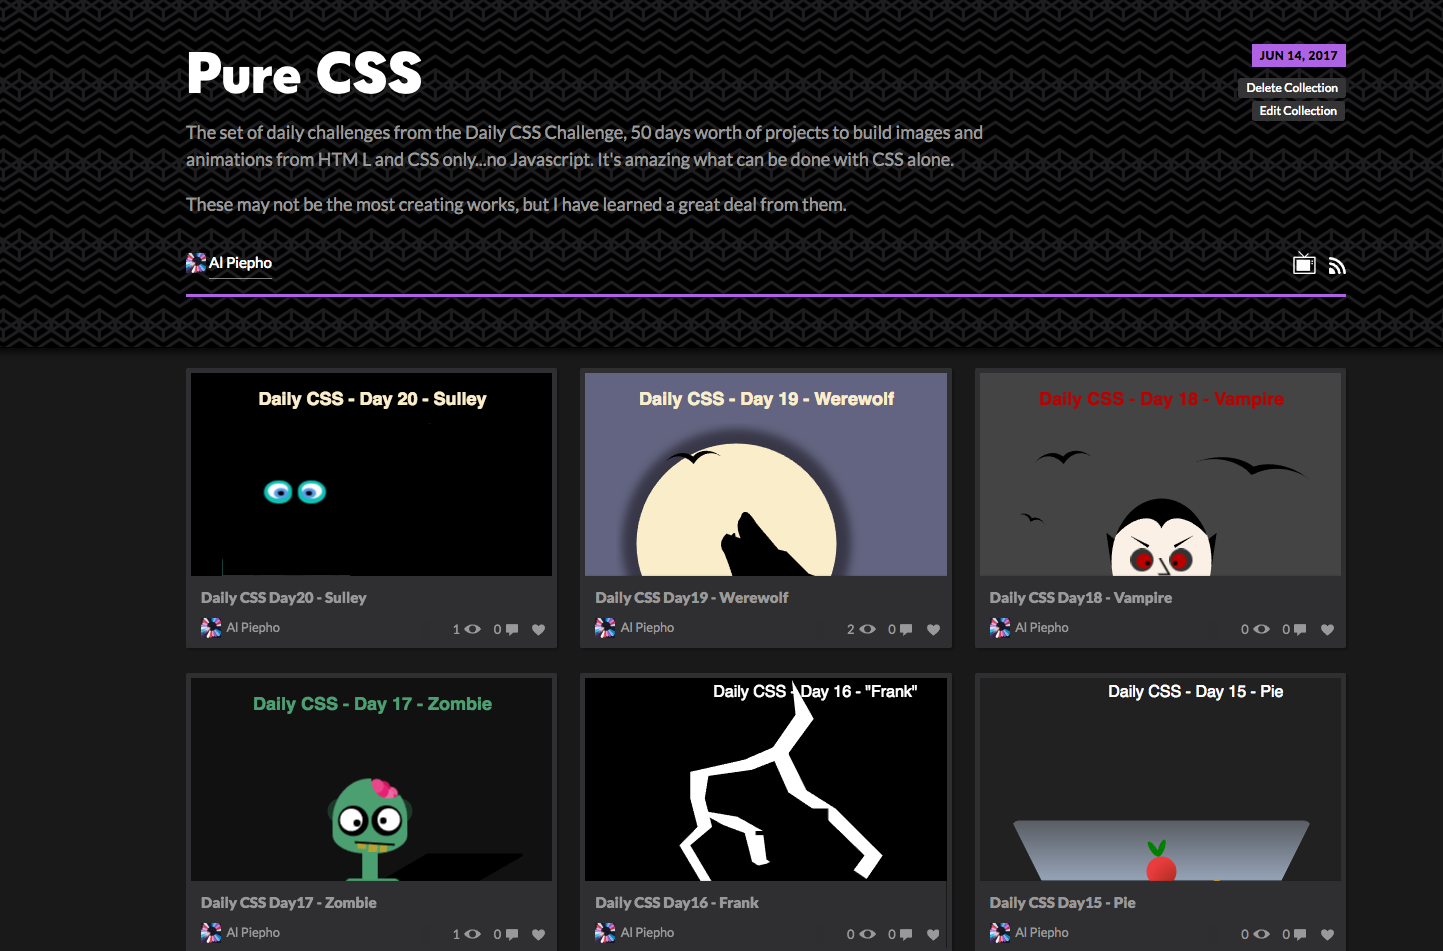 Pure CSS
JUN 14, 2017
Delete Collection
Edit Collection
The set of daily challenges from the Daily CSS Challenge, 50 days worth of projects to build images and
animations from HTM L and CSS only...no Javascript. It's amazing what can be done with CSS alone.
These may not be the most creating works, but I have learned a great deal from them.
Al Piepho
Daily CSS - Day 20 - Sulley
Daily CSS Day20 - Sulley
Al Piepho
1 0
Daily CSS - Day 19 - Werewolf
Daily CSS Day19 - Werewolf
Al Piepho
2 0
Daily CSS - Day 18 - Vampire
Daily CSS Day18 - Vampire
Al Piepho
0 0
Daily CSS - Day 17 - Zombie
Daily CSS Day17 - Zombie
Al Piepho
1 0
Daily CSS - Day 16 - "Frank"
Daily CSS Day16 - Frank
Al Piepho
0 0
Daily CSS - Day 15 - Pie
Daily CSS Day15 - Pie
Al Piepho
0 0